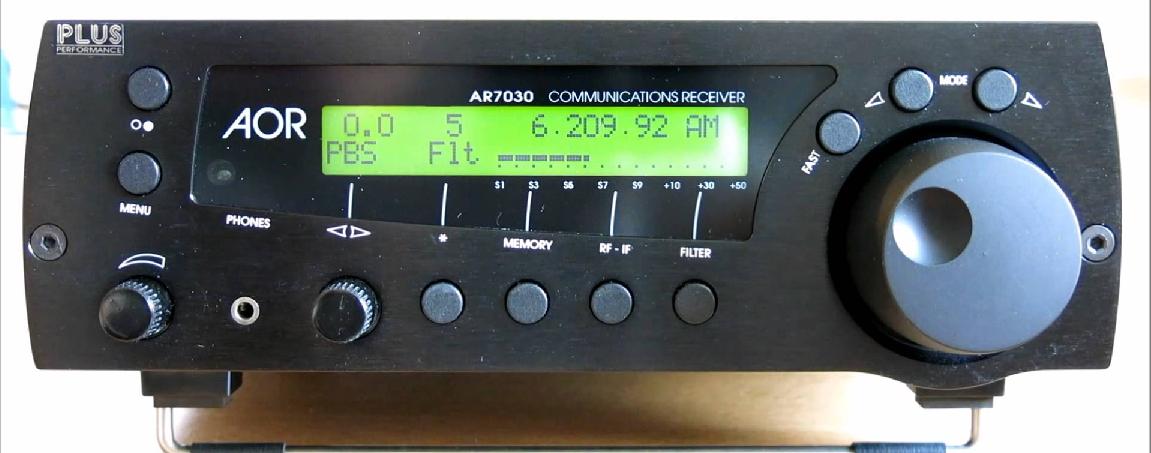 PLUS
PERFORMANCE
AOR
AR7030 COMMUNICATIONS RECEIVER
0.0 5 6.209.92 AM
PBS Flt
S1 S3 S5 S7 S9 +10 +30 +50
MODE
FAST
MENU
PHONES
* MEMORY RF - IF FILTER